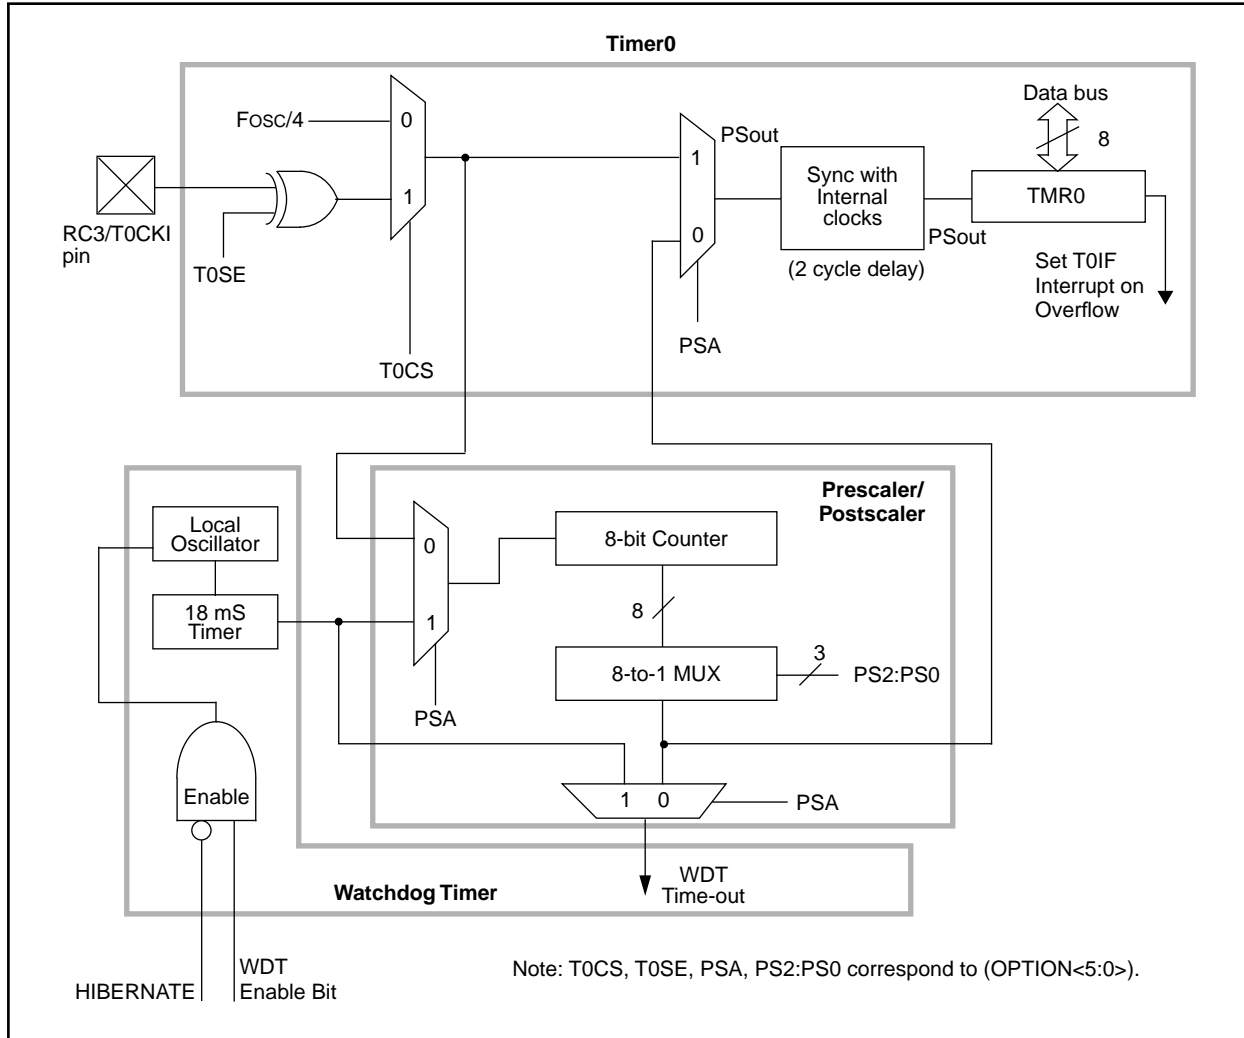 Timer0
FOSC/4
0
1
RC3/T0CKI
pin
T0SE
T0CS
PSout
1
0
PSA
Sync with
Internal
clocks
(2 cycle delay)
PSout
Data bus
8
TMR0
Set T0IF
Interrupt on
Overflow
Prescaler/
Postscaler
Local
Oscillator
18 mS
Timer
0
1
PSA
8-bit Counter
8
8-to-1 MUX
3
PS2:PS0
1 0
PSA
WDT
Time-out
Enable
Watchdog Timer
HIBERNATE
WDT
Enable Bit
Note: T0CS, T0SE, PSA, PS2:PS0 correspond to (OPTION<5:0>).